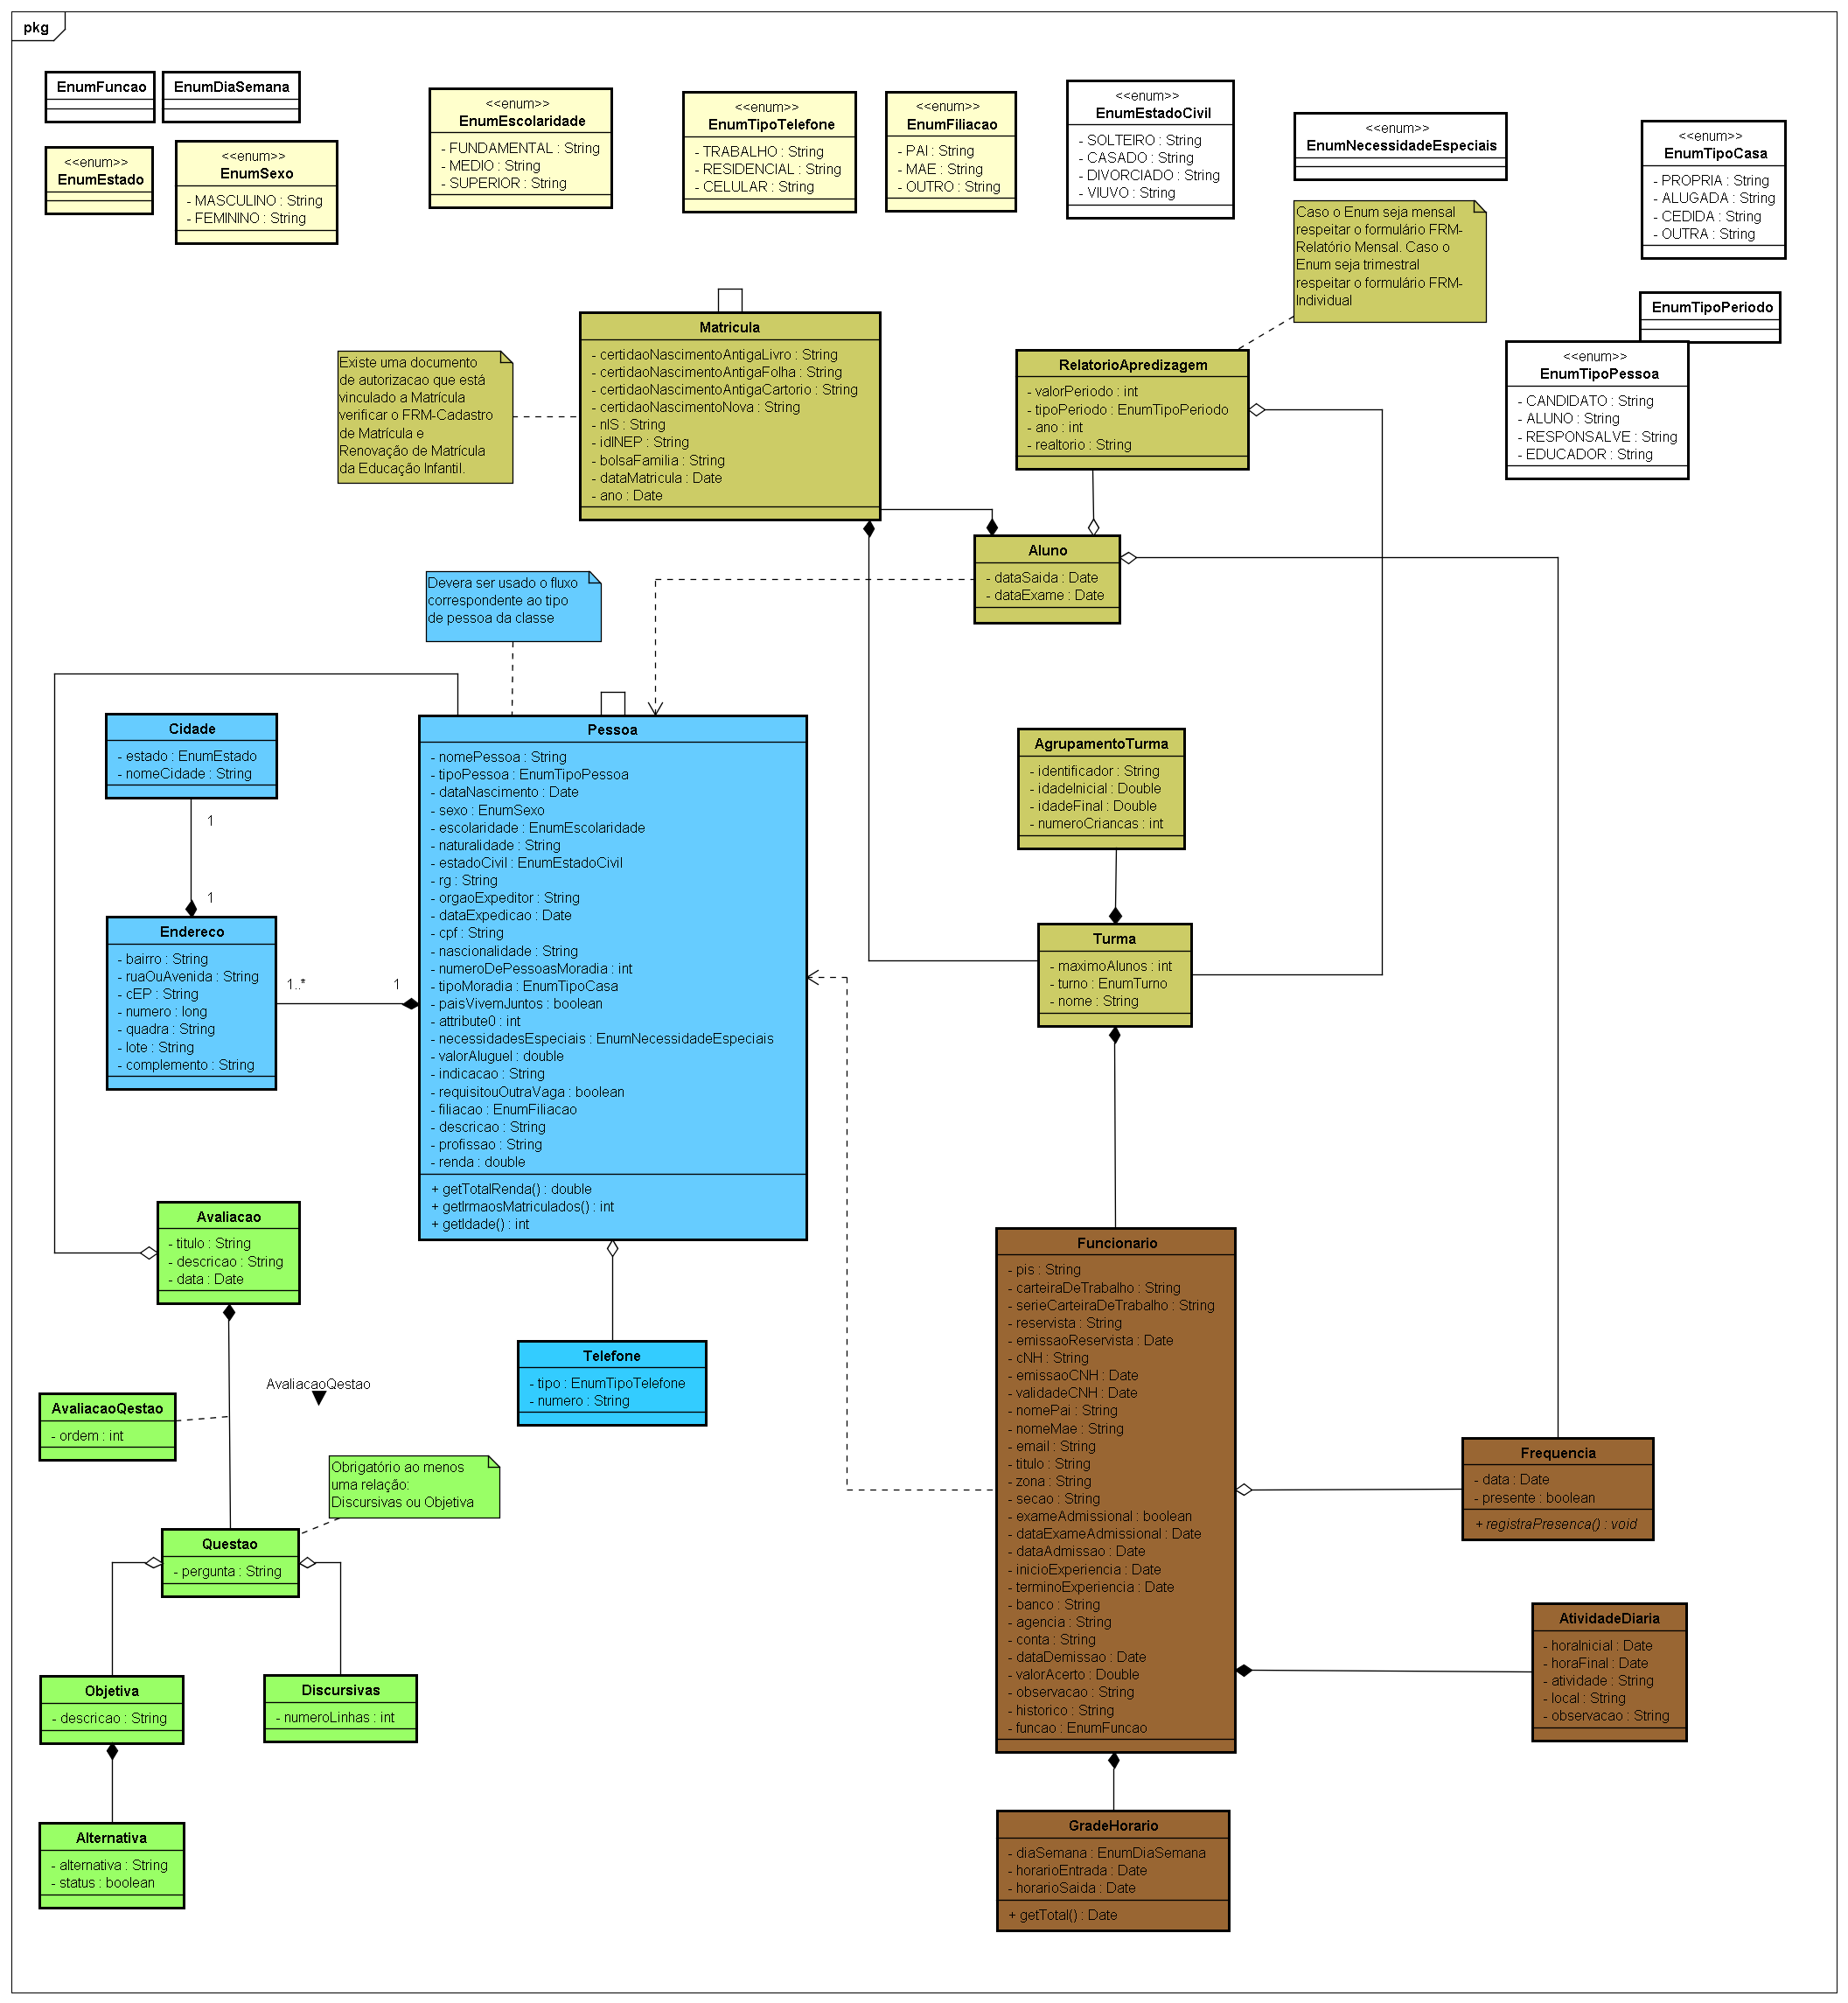 pkg
EnumFuncao
EnumDiaSemana
<<enum>>
EnumEstado
<<enum>>
EnumSexo
- MASCULINO : String
- FEMININO : String
<<enum>>
EnumEscolaridade
- FUNDAMENTAL : String
- MEDIO : String
- SUPERIOR : String
<<enum>>
EnumTipoTelefone
- TRABALHO : String
- RESIDENCIAL : String
- CELULAR : String
<<enum>>
EnumFiliacao
- PAI : String
- MAE : String
- OUTRO : String
<<enum>>
EnumEstadoCivil
- SOLTEIRO : String
- CASADO : String
- DIVORCIADO : String
- VIUVO : String
<<enum>>
EnumNecessidadeEspeciais
<<enum>>
EnumTipoCasa
- PROPRIA : String
- ALUGADA : String
- CEDIDA : String
- OUTRA : String
Caso o Enum seja mensal
respeitar o formulário FRM-
Relatório Mensal. Caso o
Enum seja trimestral
respeitar o formulário FRM-
Individual
EnumTipoPeriodo
<<enum>>
EnumTipoPessoa
- CANDIDATO : String
- ALUNO : String
- RESPONSALVE : String
- EDUCADOR : String
Existe uma documento
de autorizacao que está
vinculado a Matrícula
verificar o FRM-Cadastro
de Matrícula e
Renovação de Matrícula
da Educação Infantil.
Matricula
- certidaoNascimentoAntigaLivro : String
- certidaoNascimentoAntigaFolha : String
- certidaoNascimentoAntigaCartorio : String
- certidaoNascimentoNova : String
- nIS : String
- idINEP : String
- bolsaFamilia : String
- dataMatricula : Date
- ano : Date
RelatorioApredizagem
- valorPeriodo : int
- tipoPeriodo : EnumTipoPeriodo
- ano : int
- realtorio : String
Aluno
- dataSaida : Date
- dataExame : Date
Devera ser usado o fluxo
correspondente ao tipo
de pessoa da classe
Cidade
- estado : EnumEstado
- nomeCidade : String
1
1
Endereco
- bairro : String
- ruaOuAvenida : String
- cEP : String
- numero : long
- quadra : String
- lote : String
- complemento : String
1..*
1
Pessoa
- nomePessoa : String
- tipoPessoa : EnumTipoPessoa
- dataNascimento : Date
- sexo : EnumSexo
- escolaridade : EnumEscolaridade
- naturalidade : String
- estadoCivil : EnumEstadoCivil
- rg : String
- orgaoExpeditor : String
- dataExpedicao : Date
- cpf : String
- nascionalidade : String
- numeroDePessoasMoradia : int
- tipoMoradia : EnumTipoCasa
- paisVivemJuntos : boolean
- attribute0 : int
- necessidadesEspeciais : EnumNecessidadeEspeciais
- valorAluguel : double
- indicacao : String
- requisitouOutraVaga : boolean
- filiacao : EnumFiliacao
- descricao : String
- profissao : String
- renda : double
+ getTotalRenda() : double
+ getIrmaosMatriculados() : int
+ getIdade() : int
AgrupamentoTurma
- identificador : String
- idadeInicial : Double
- idadeFinal : Double
- numeroCriancas : int
Turma
- maximoAlunos : int
- turno : EnumTurno
- nome : String
Avaliacao
- titulo : String
- descricao : String
- data : Date
Telefone
- tipo : EnumTipoTelefone
- numero : String
AvaliacaoQestao
AvaliacaoQestao
- ordem : int
Obrigatório ao menos
uma relação:
Discursivas ou Objetiva
Questao
- pergunta : String
Objetiva
- descricao : String
Discursivas
- numeroLinhas : int
Alternativa
- alternativa : String
- status : boolean
Funcionario
- pis : String
- carteiraDeTrabalho : String
- serieCarteiraDeTrabalho : String
- reservista : String
- emissaoReservista : Date
- cNH : String
- emissaoCNH : Date
- validadeCNH : Date
- nomePai : String
- nomeMae : String
- email : String
- titulo : String
- zona : String
- secao : String
- exameAdmissional : boolean
- dataExameAdmissional : Date
- dataAdmissao : Date
- inicioExperiencia : Date
- terminoExperiencia : Date
- banco : String
- agencia : String
- conta : String
- dataDemissao : Date
- valorAcerto : Double
- observacao : String
- historico : String
- funcao : EnumFuncao
Frequencia
- data : Date
- presente : boolean
+ registraPresenca() : void
AtividadeDiaria
- horaInicial : Date
- horaFinal : Date
- atividade : String
- local : String
- observacao : String
GradeHorario
- diaSemana : EnumDiaSemana
- horarioEntrada : Date
- horarioSaida : Date
+ getTotal() : Date